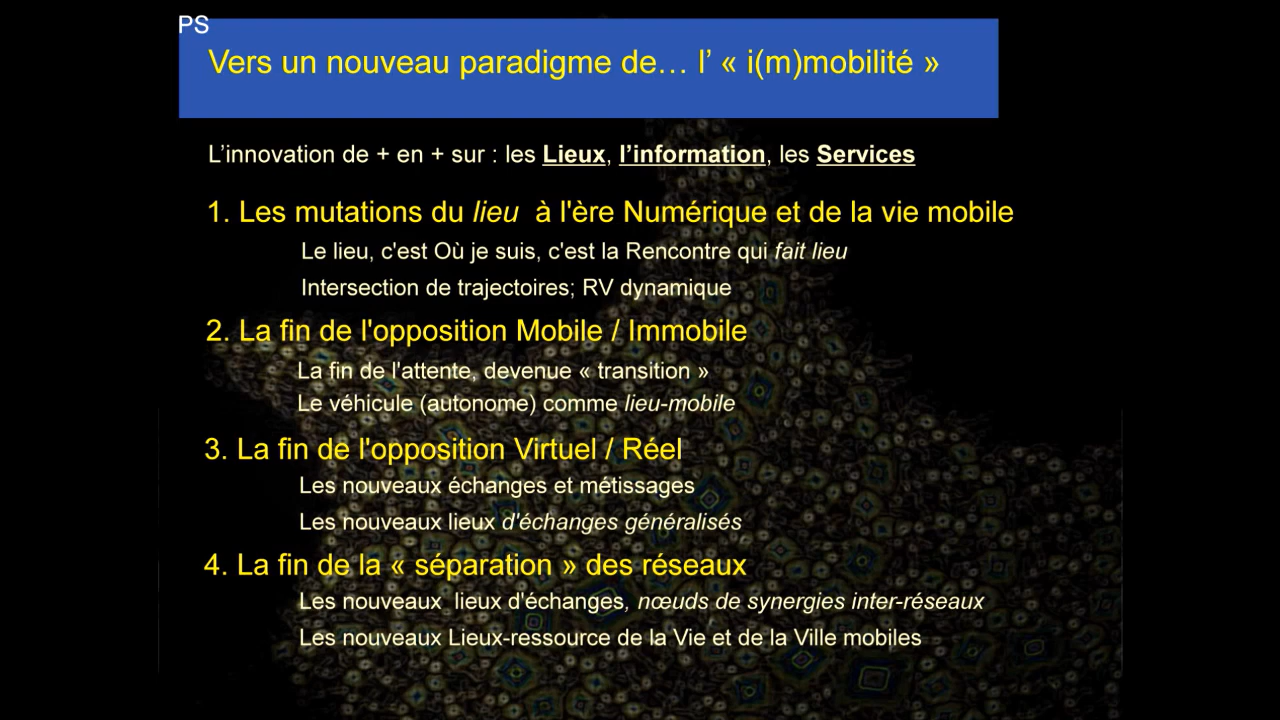 PS
Vers un nouveau paradigme de… l’ « i(m)mobilité »
L’innovation de + en + sur : les Lieux, l’information, les Services
1. Les mutations du lieu à l'ère Numérique et de la vie mobile
Le lieu, c'est Où je suis, c'est la Rencontre qui fait lieu
Intersection de trajectoires; RV dynamique
2. La fin de l'opposition Mobile / Immobile
La fin de l'attente, devenue « transition »
Le véhicule (autonome) comme lieu-mobile
3. La fin de l'opposition Virtuel / Réel
Les nouveaux échanges et métissages
Les nouveaux lieux d'échanges généralisés
4. La fin de la « séparation » des réseaux
Les nouveaux lieux d'échanges, nœuds de synergies inter-réseaux
Les nouveaux Lieux-ressource de la Vie et de la Ville mobiles